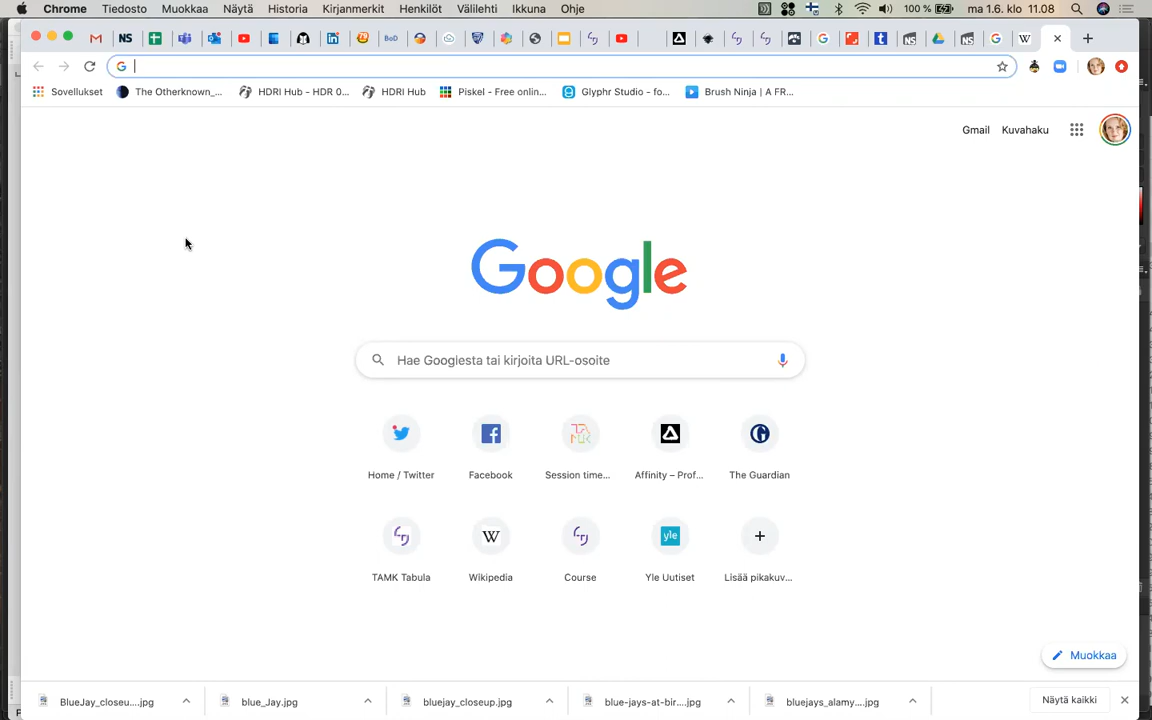 Chrome Tiedosto Muokkaa Näytä Historia Kirjanmerkit Henkilöt Välilehti Ikkuna Ohje 100 % ma 1.6. klo 11.08
Sovellukset The Otherknown_... HDRI Hub - HDR 0... HDRI Hub Piskel - Free onlin... Glyphr Studio - fo... Brush Ninja | A FR...
Gmail Kuvahaku
Google
Hae Googlesta tai kirjoita URL-osoite
Home / Twitter Facebook Session time... Affinity – Prof... The Guardian
TAMK Tabula Wikipedia Course Yle Uutiset Lisää pikakuv...
Muokkaa
BlueJay_closeu....jpg blue_Jay.jpg bluejay_closeup.jpg blue-jays-at-bir....jpg bluejays_alamy....jpg Näytä kaikki